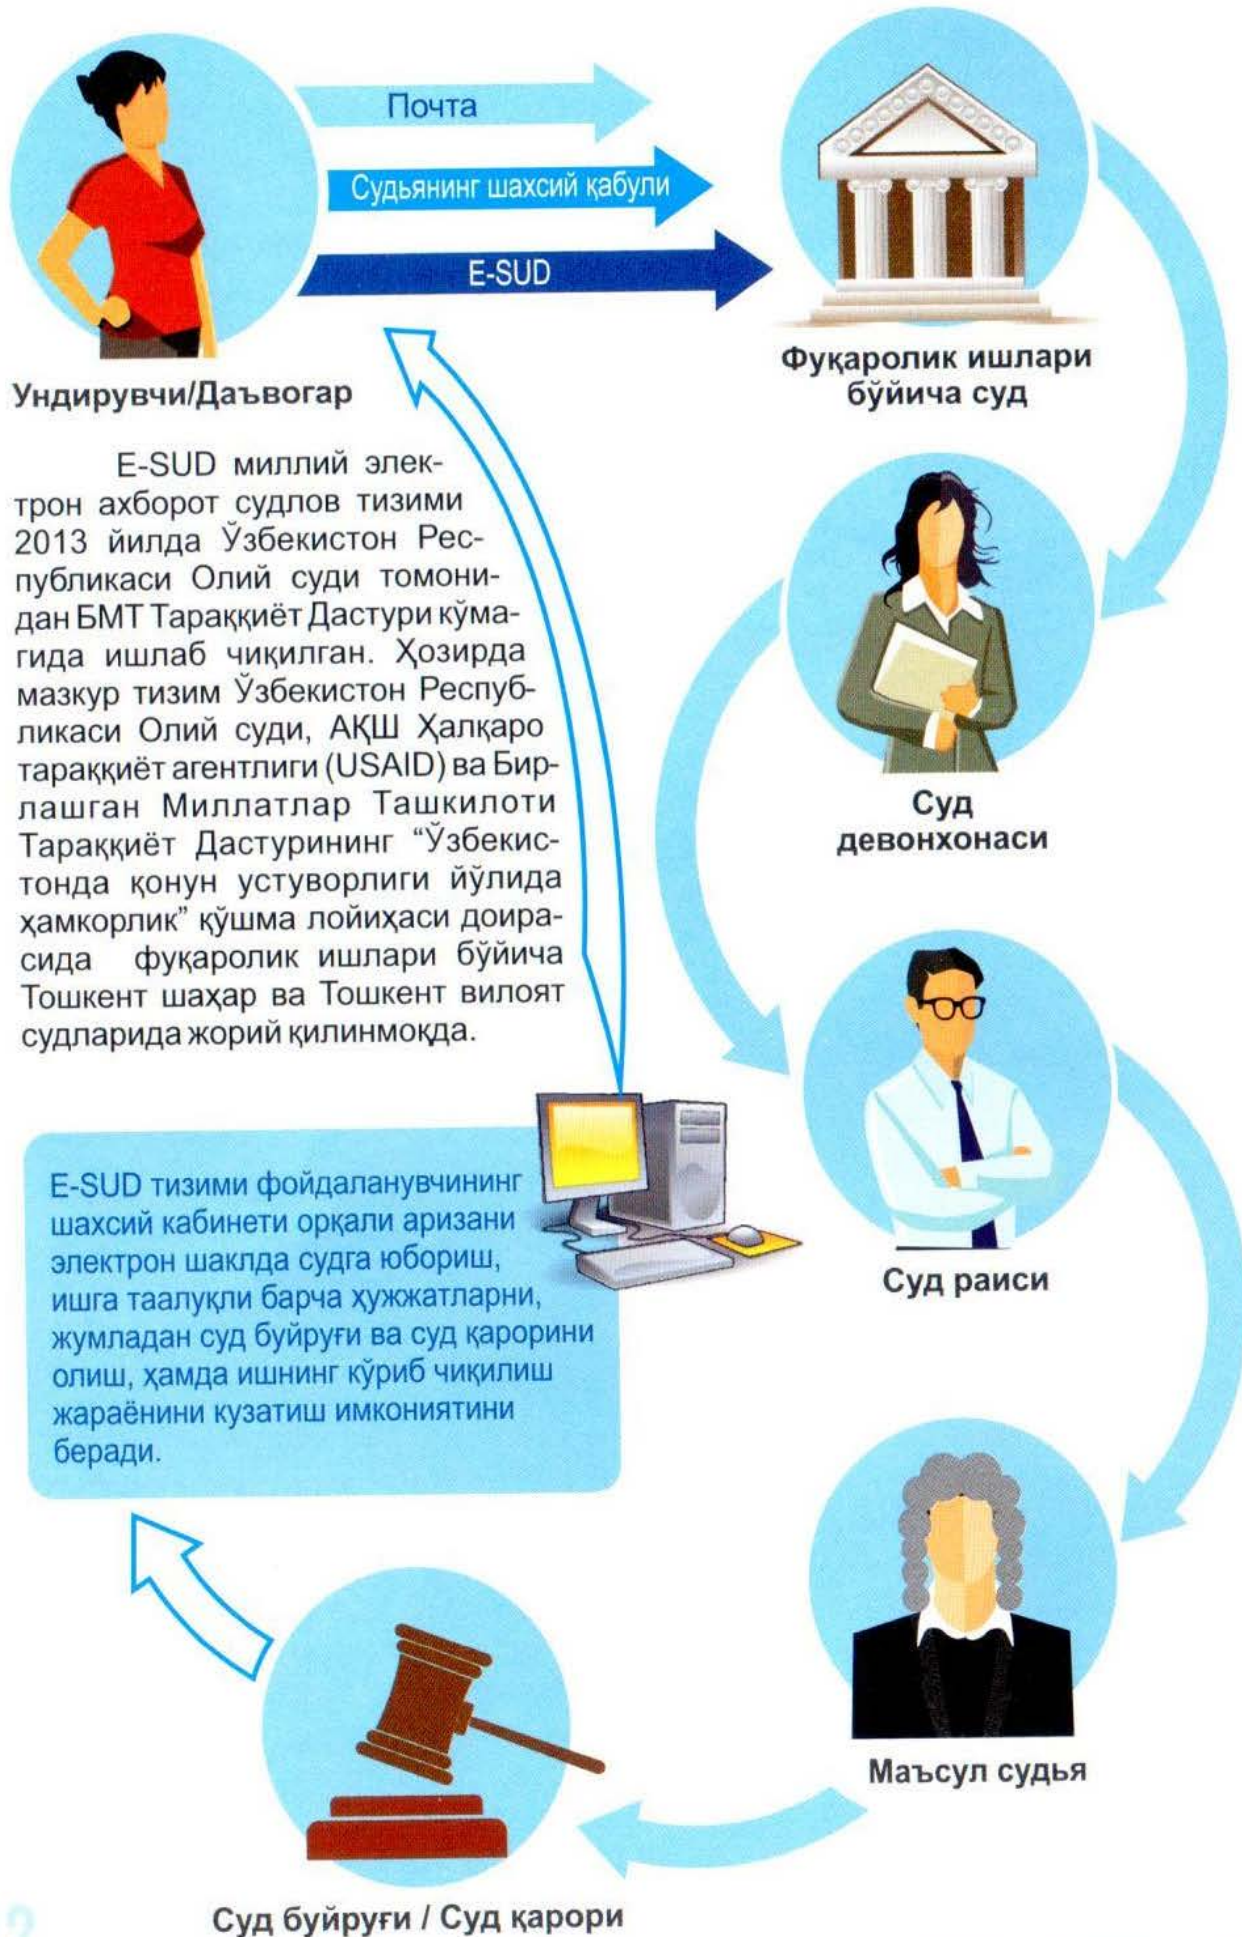 Почта
Судьянинг шахсий қабули
E-SUD
Ундирувчи/Даъвогар
Фуқаролик ишлари
бўйича суд
E-SUD миллий элек-
трон ахборот судлов тизими
2013 йилда Ўзбекистон Рес-
публикаси Олий суди томони-
дан БМТ Тараққиёт Дастури кўма-
гида ишлаб чиқилган. Ҳозирда
мазкур тизим Ўзбекистон Респуб-
ликаси Олий суди, АҚШ Ҳалқаро
тараққиёт агентлиги (USAID) ва Бир-
лашган Миллатлар Ташкилоти
Тараққиёт Дастурининг “Ўзбекис-
тонда қонун устуворлиги йўлида
ҳамкорлик” қўшма лойиҳаси доира-
сида фуқаролик ишлари бўйича
Тошкент шаҳар ва Тошкент вилоят
судларида жорий қилинмоқда.
Суд
девонхонаси
Суд раиси
Маъсул судья
E-SUD тизими фойдаланувчининг
шахсий кабинети орқали аризани
электрон шаклда судга юбориш,
ишга таалуқли барча ҳужжатларни,
жумладан суд буйруғи ва суд қарорини
олиш, ҳамда ишнинг кўриб чиқилиш
жараёнини кузатиш имкониятини
беради.
Суд буйруғи / Суд қарори
2